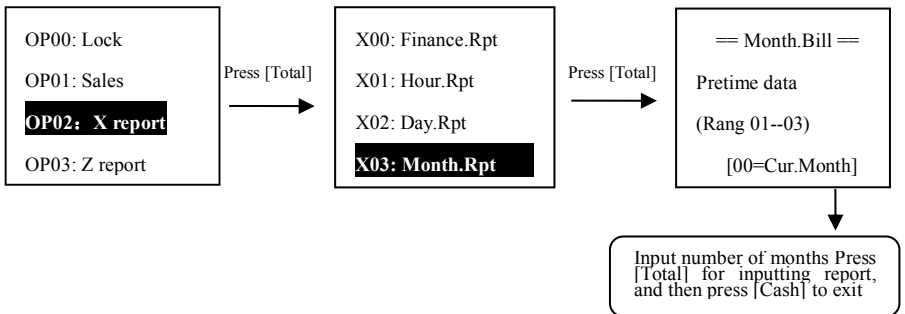 OP00: Lock
OP01: Sales
OP02：X report
OP03: Z report
Press [Total]
X00: Finance.Rpt
X01: Hour.Rpt
X02: Day.Rpt
X03: Month.Rpt
Press [Total]
== Month.Bill ==
Pretime data
(Rang 01--03)
[00=Cur.Month]
Input number of months Press
[Total] for inputting report,
and then press [Cash] to exit